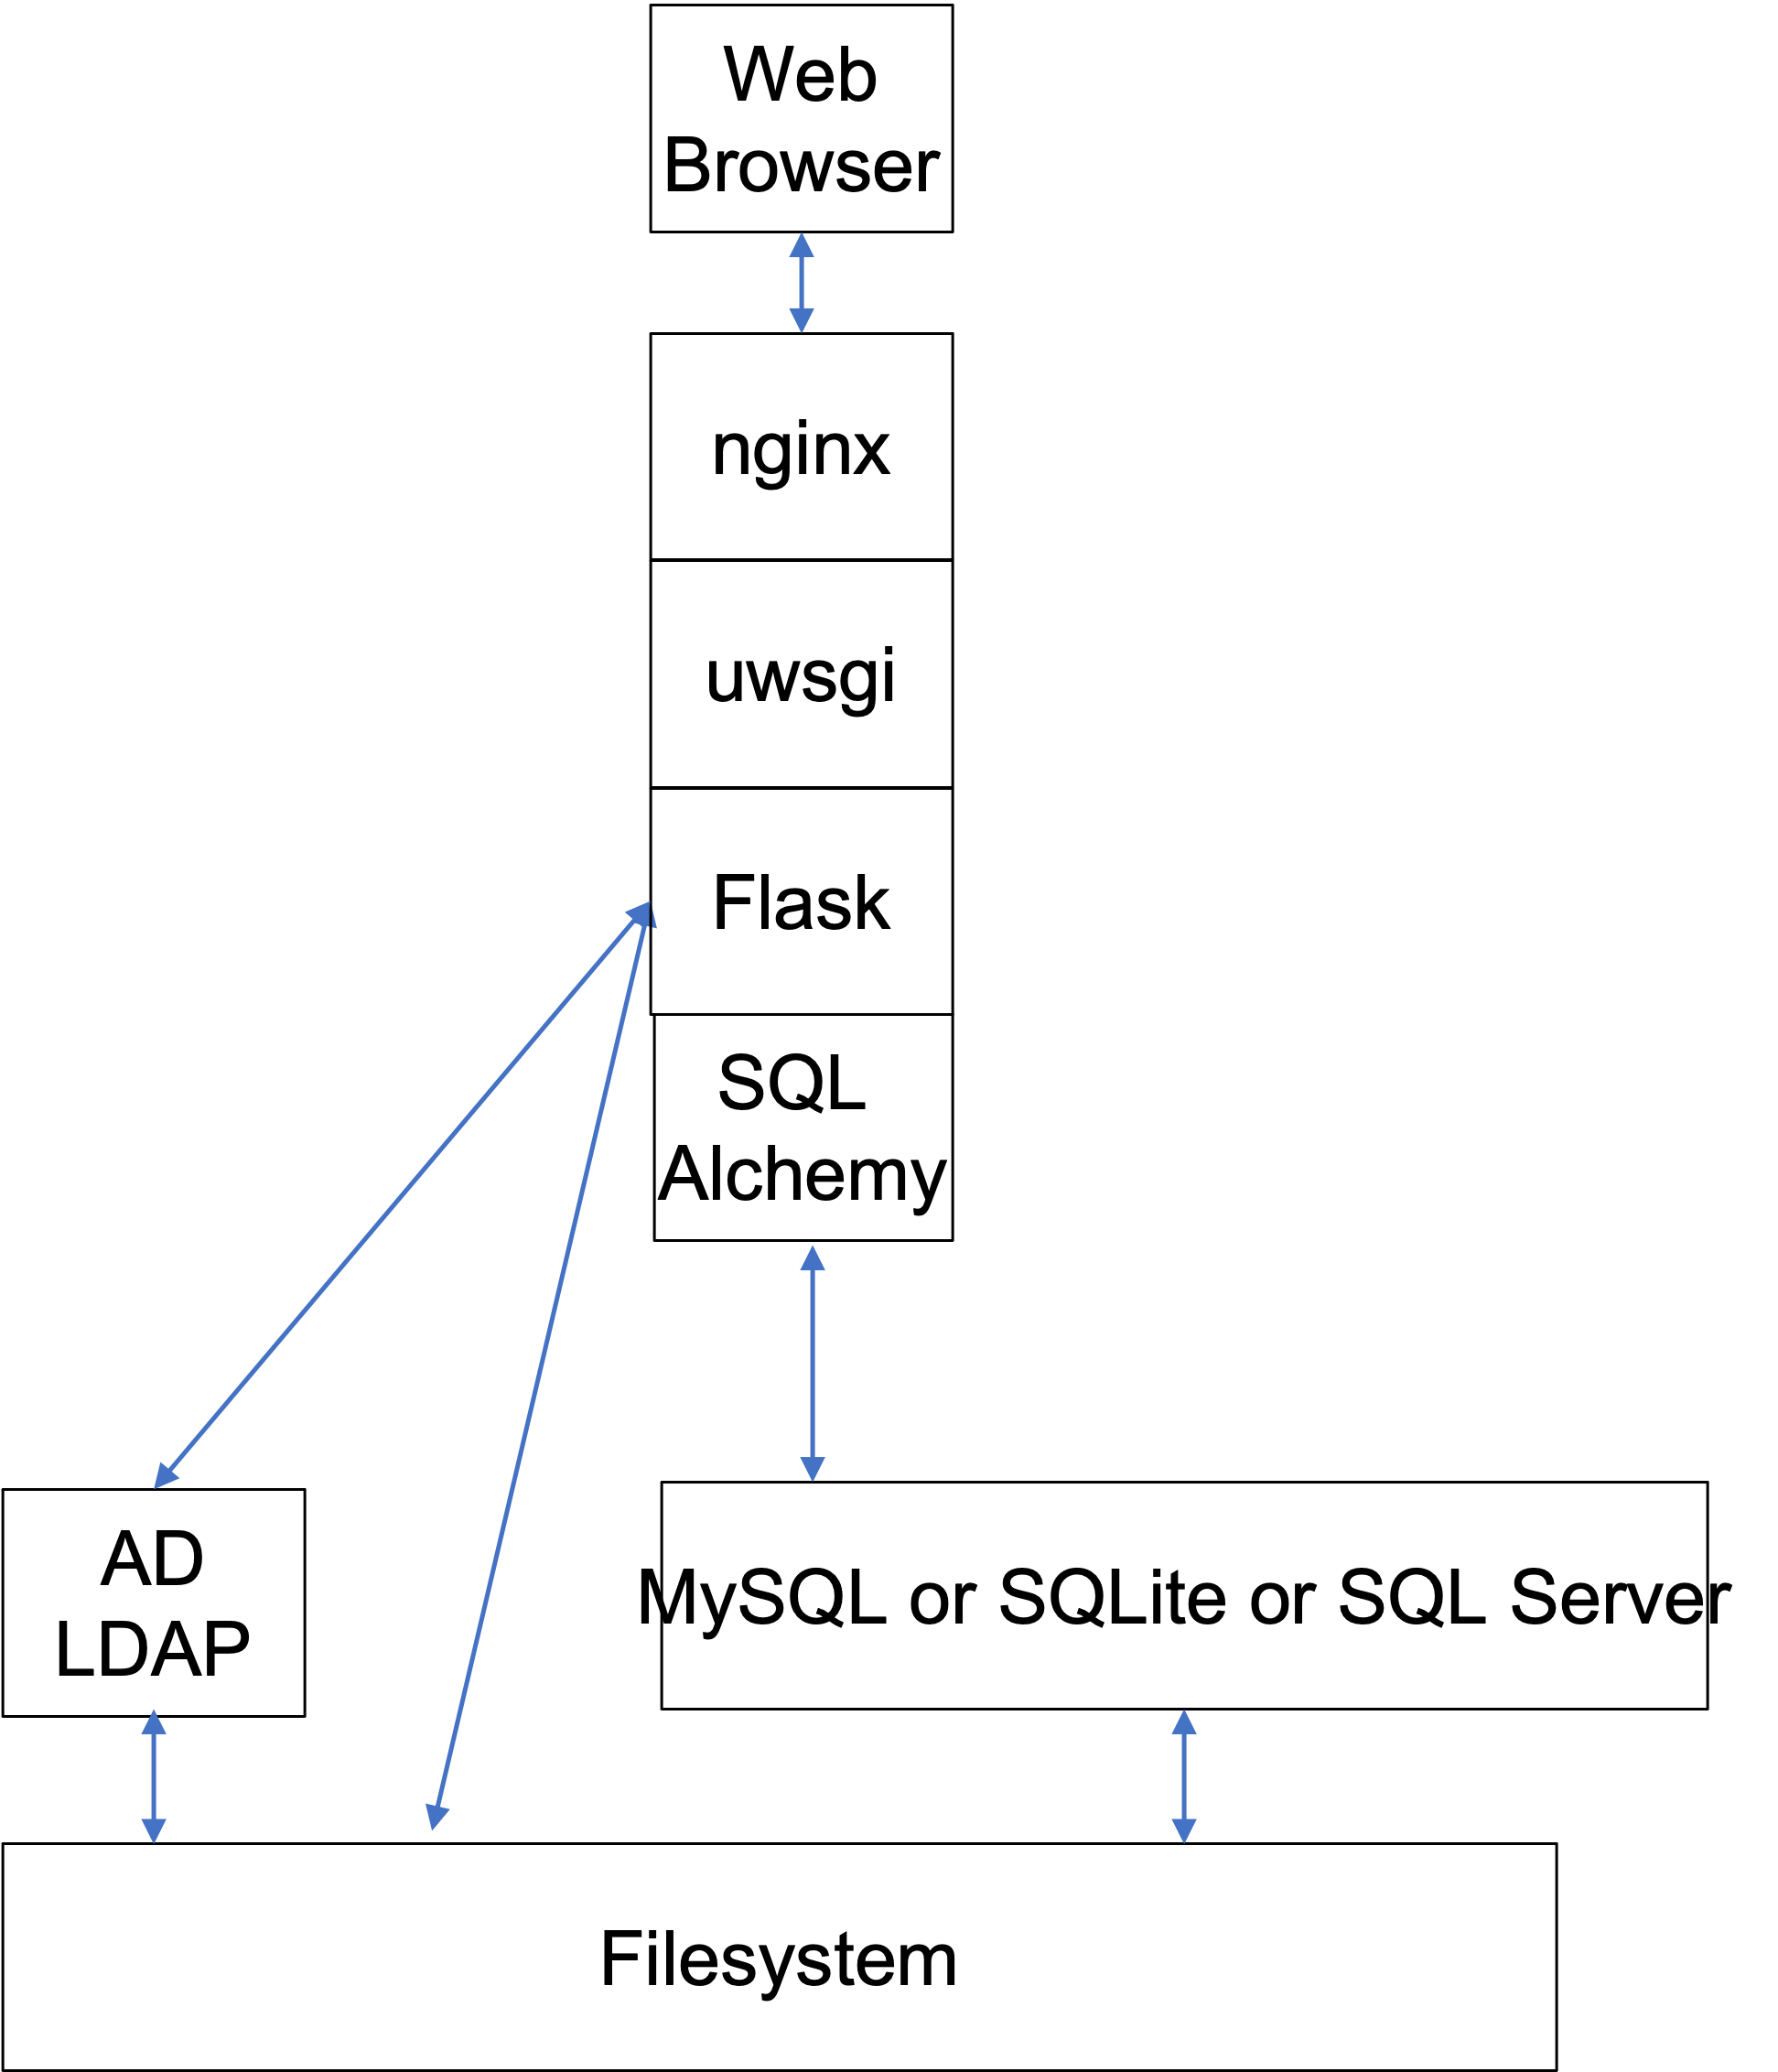 Web
Browser
nginx
uwsgi
Flask
SQL
Alchemy
AD
LDAP
MySQL or SQLite or SQL Server
Filesystem